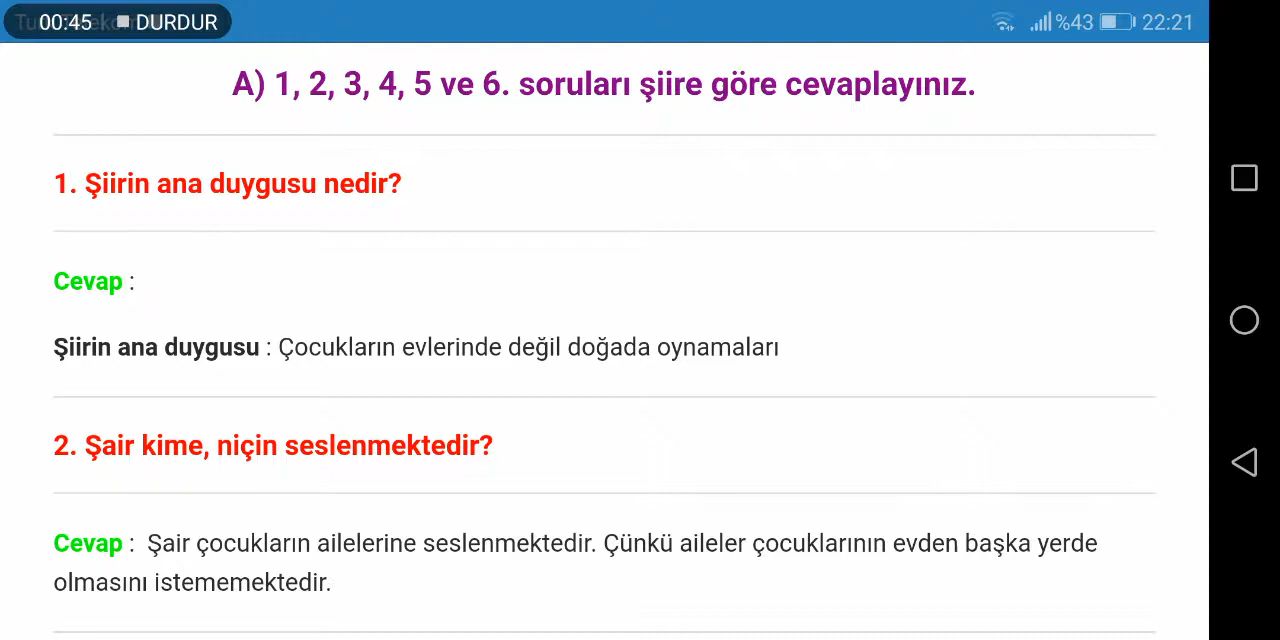 00:45 DURDUR %43 22:21
A) 1, 2, 3, 4, 5 ve 6. soruları şiire göre cevaplayınız.
1. Şiirin ana duygusu nedir?
Cevap :
Şiirin ana duygusu : Çocukların evlerinde değil doğada oynamaları
2. Şair kime, niçin seslenmektedir?
Cevap : Şair çocukların ailelerine seslenmektedir. Çünkü aileler çocuklarının evden başka yerde
olmasını istememektedir.